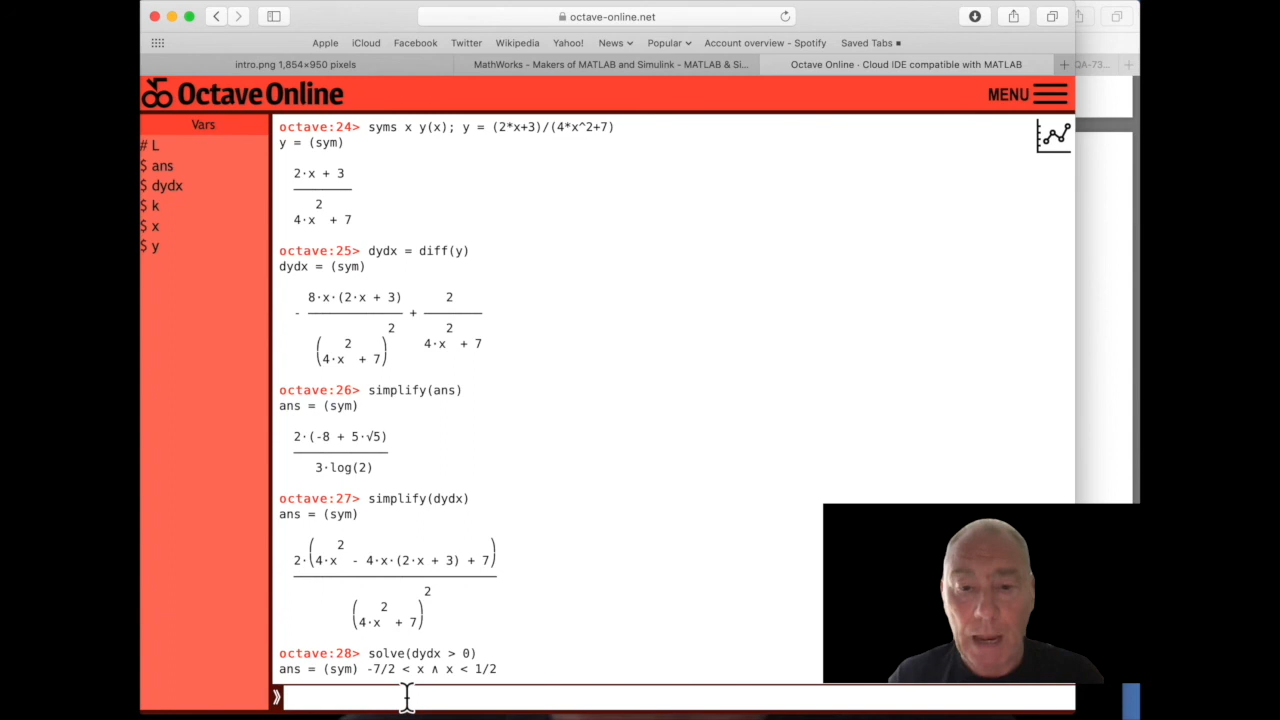 octave-online.net
Apple iCloud Facebook Twitter Wikipedia Yahoo! News Popular Account overview - Spotify Saved Tabs
intro.png 1,854×950 pixels
MathWorks - Makers of MATLAB and Simulink - MATLAB & Si...
Octave Online · Cloud IDE compatible with MATLAB
QA-73...
Octave Online
MENU
Vars
# L
$ ans
$ dydx
$ k
$ x
$ y
octave:24> syms x y(x); y = (2*x+3)/(4*x^2+7)
y = (sym)
2·x + 3
2
4·x + 7
octave:25> dydx = diff(y)
dydx = (sym)
8·x·(2·x + 3) 2
- +
2 2
( 2 ) 4·x + 7
(4·x + 7)
octave:26> simplify(ans)
ans = (sym)
2·(-8 + 5·√5)
3·log(2)
octave:27> simplify(dydx)
ans = (sym)
( 2 )
2·(4·x - 4·x·(2·x + 3) + 7)
2
( 2 )
(4·x + 7)
octave:28> solve(dydx > 0)
ans = (sym) -7/2 < x ∧ x < 1/2